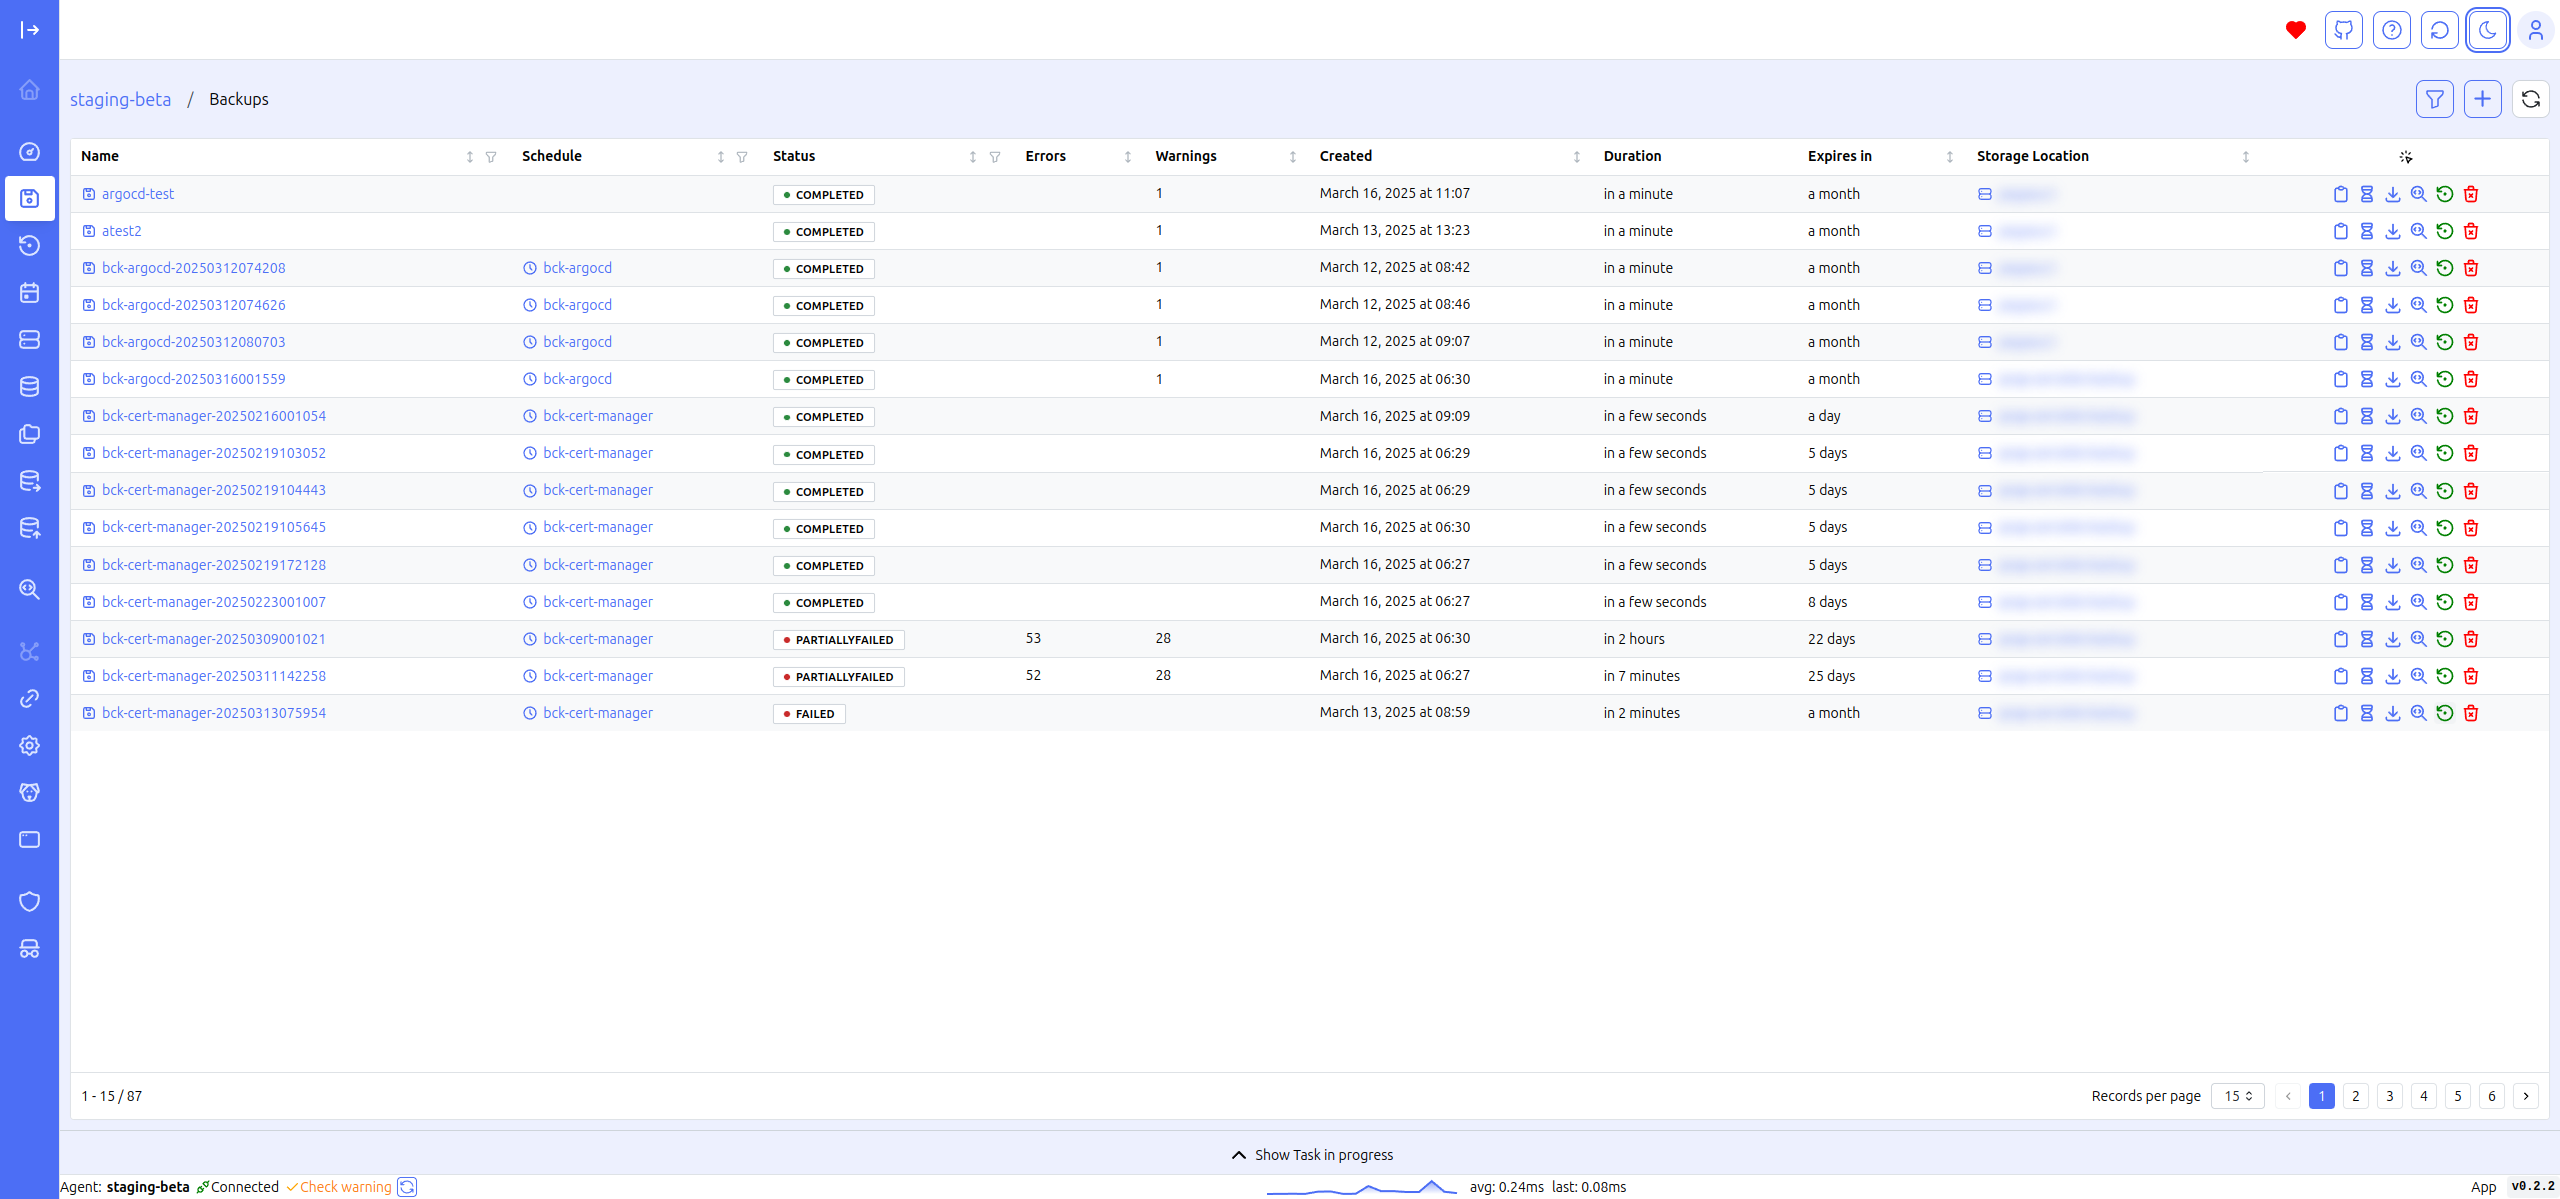 staging-beta / Backups
Name Schedule Status Errors Warnings Created Duration Expires in Storage Location
argocd-test COMPLETED 1 March 16, 2025 at 11:07 in a minute a month
atest2 COMPLETED 1 March 13, 2025 at 13:23 in a minute a month
bck-argocd-20250312074208 bck-argocd COMPLETED 1 March 12, 2025 at 08:42 in a minute a month
bck-argocd-20250312074626 bck-argocd COMPLETED 1 March 12, 2025 at 08:46 in a minute a month
bck-argocd-20250312080703 bck-argocd COMPLETED 1 March 12, 2025 at 09:07 in a minute a month
bck-argocd-20250316001559 bck-argocd COMPLETED 1 March 16, 2025 at 06:30 in a minute a month
bck-cert-manager-20250216001054 bck-cert-manager COMPLETED March 16, 2025 at 09:09 in a few seconds a day
bck-cert-manager-20250219103052 bck-cert-manager COMPLETED March 16, 2025 at 06:29 in a few seconds 5 days
bck-cert-manager-20250219104443 bck-cert-manager COMPLETED March 16, 2025 at 06:29 in a few seconds 5 days
bck-cert-manager-20250219105645 bck-cert-manager COMPLETED March 16, 2025 at 06:30 in a few seconds 5 days
bck-cert-manager-20250219172128 bck-cert-manager COMPLETED March 16, 2025 at 06:27 in a few seconds 5 days
bck-cert-manager-20250223001007 bck-cert-manager COMPLETED March 16, 2025 at 06:27 in a few seconds 8 days
bck-cert-manager-20250309001021 bck-cert-manager PARTIALLYFAILED 53 28 March 16, 2025 at 06:30 in 2 hours 22 days
bck-cert-manager-20250311142258 bck-cert-manager PARTIALLYFAILED 52 28 March 16, 2025 at 06:27 in 7 minutes 25 days
bck-cert-manager-20250313075954 bck-cert-manager FAILED March 13, 2025 at 08:59 in 2 minutes a month
1 - 15 / 87 Records per page 15 1 2 3 4 5 6
Show Task in progress
Agent: staging-beta Connected Check warning avg: 0.24ms last: 0.08ms App v0.2.2